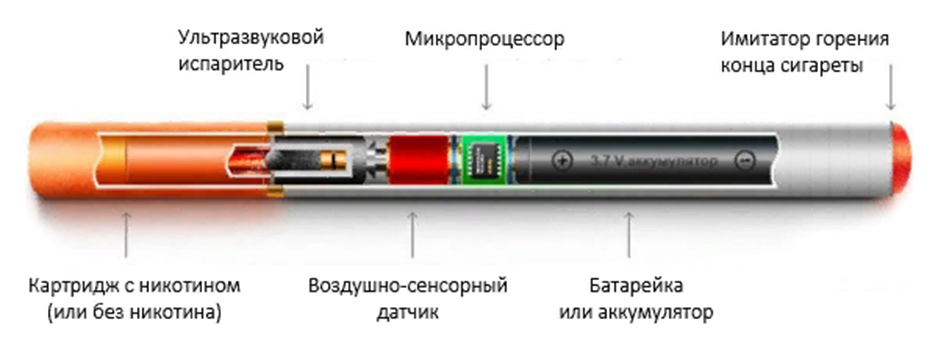 Ультразвуковой
испаритель
Микропроцессор
Имитатор горения
конца сигареты
3.7 V аккумулятор
Картридж с никотином
(или без никотина)
Воздушно-сенсорный
датчик
Батарейка
или аккумулятор